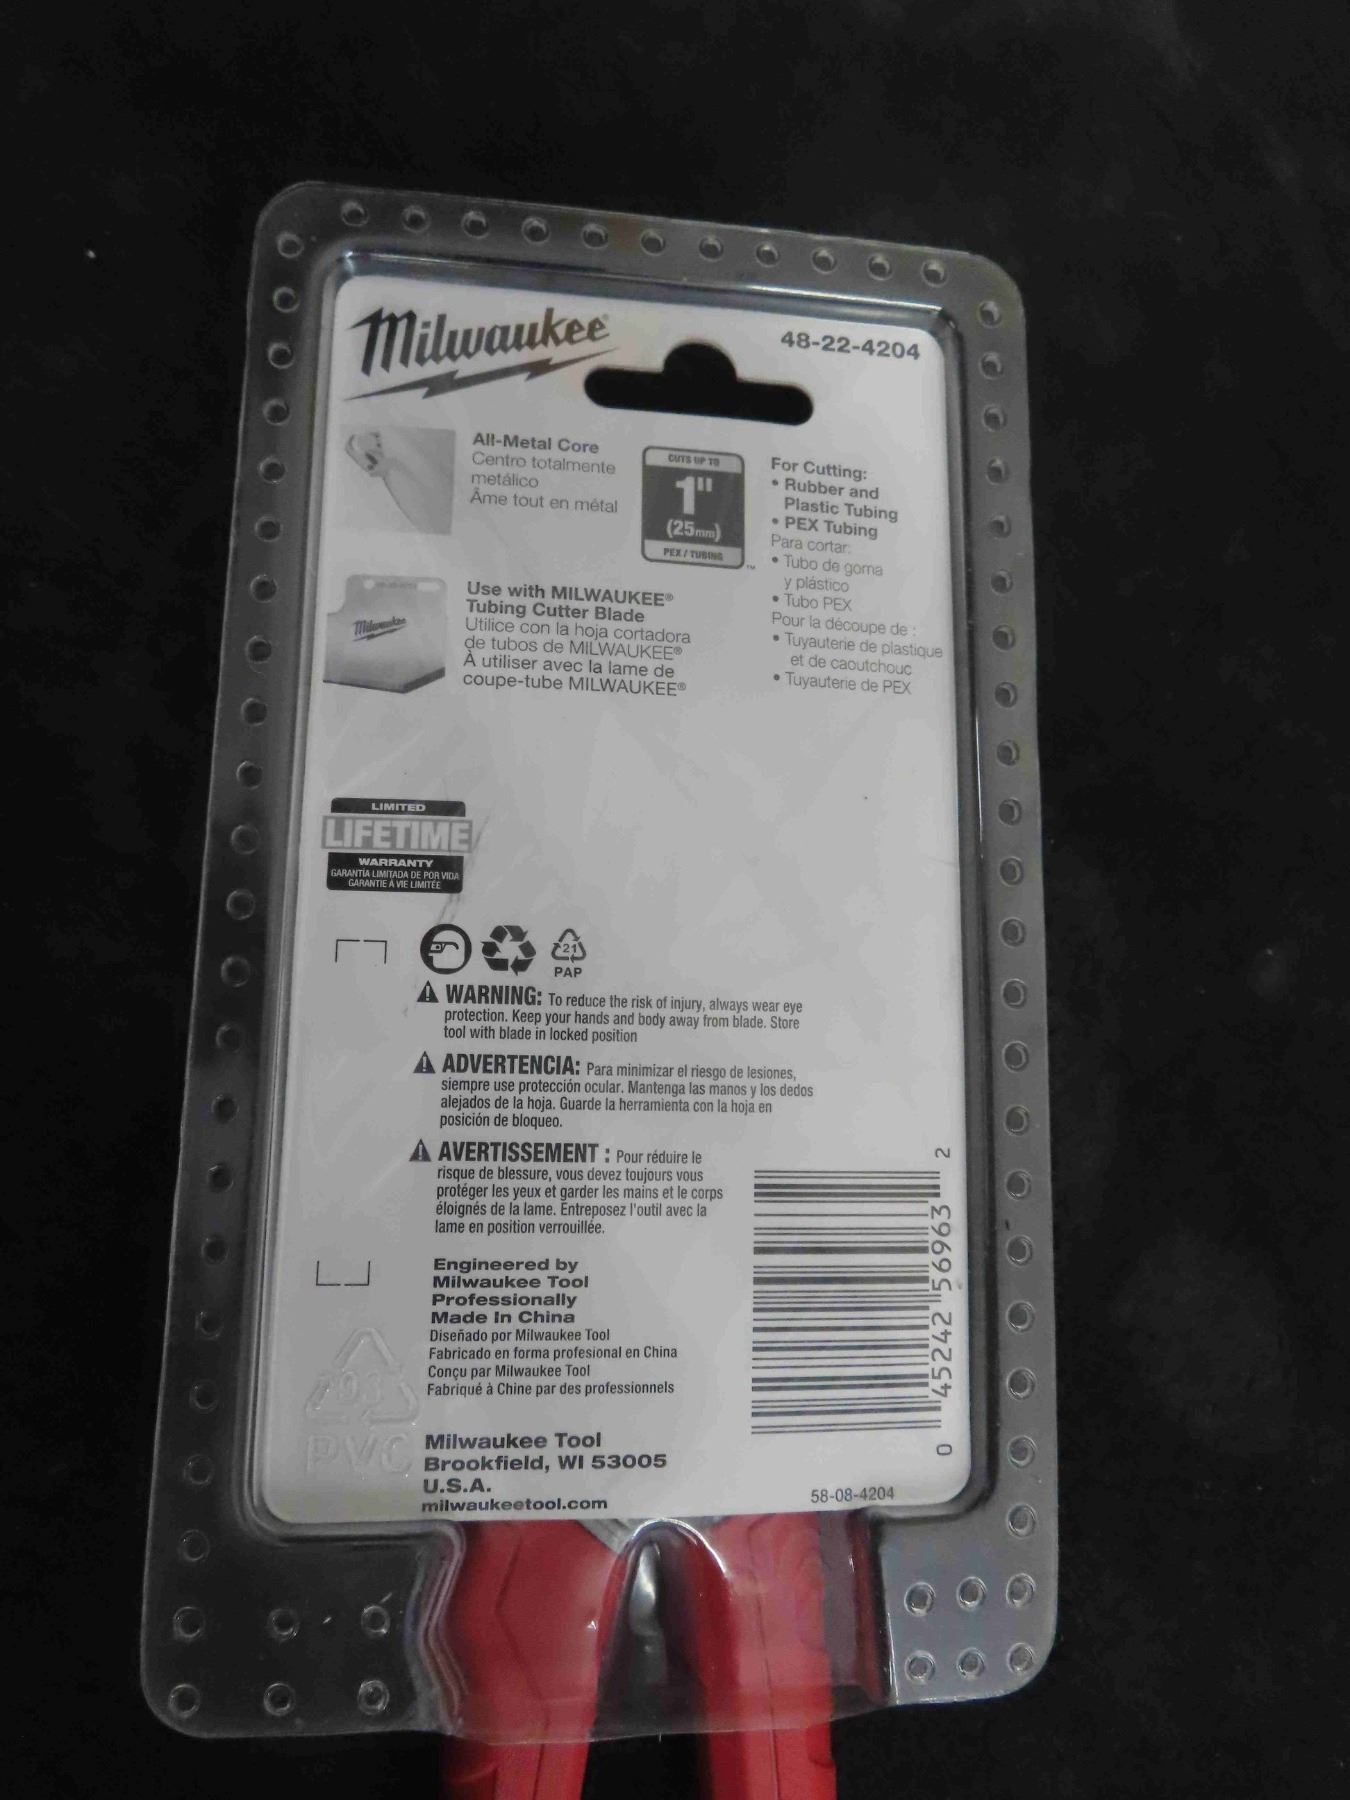 Milwaukee
48-22-4204
All-Metal Core
Centro totalmente
metálico
Âme tout en métal
CUTS UP TO
1"
(25mm)
PEX / TUBING
™
For Cutting:
• Rubber and
Plastic Tubing
• PEX Tubing
Para cortar:
• Tubo de goma
y plástico
• Tubo PEX
Pour la découpe de :
• Tuyauterie de plastique
et de caoutchouc
• Tuyauterie de PEX
Milwaukee
Use with MILWAUKEE®
Tubing Cutter Blade
Utilice con la hoja cortadora
de tubos de MILWAUKEE®
À utiliser avec la lame de
coupe-tube MILWAUKEE®
LIMITED
LIFETIME
WARRANTY
GARANTÍA LIMITADA DE POR VIDA
GARANTIE À VIE LIMITÉE
21
PAP
WARNING: To reduce the risk of injury, always wear eye
protection. Keep your hands and body away from blade. Store
tool with blade in locked position
ADVERTENCIA: Para minimizar el riesgo de lesiones,
siempre use protección ocular. Mantenga las manos y los dedos
alejados de la hoja. Guarde la herramienta con la hoja en
posición de bloqueo.
AVERTISSEMENT : Pour réduire le
risque de blessure, vous devez toujours vous
protéger les yeux et garder les mains et le corps
éloignés de la lame. Entreposez l'outil avec la
lame en position verrouillée.
Engineered by
Milwaukee Tool
Professionally
Made In China
Diseñado por Milwaukee Tool
Fabricado en forma profesional en China
Conçu par Milwaukee Tool
Fabriqué à Chine par des professionnels
PVC
Milwaukee Tool
Brookfield, WI 53005
U.S.A.
milwaukeetool.com
0 45242 56963 2
58-08-4204